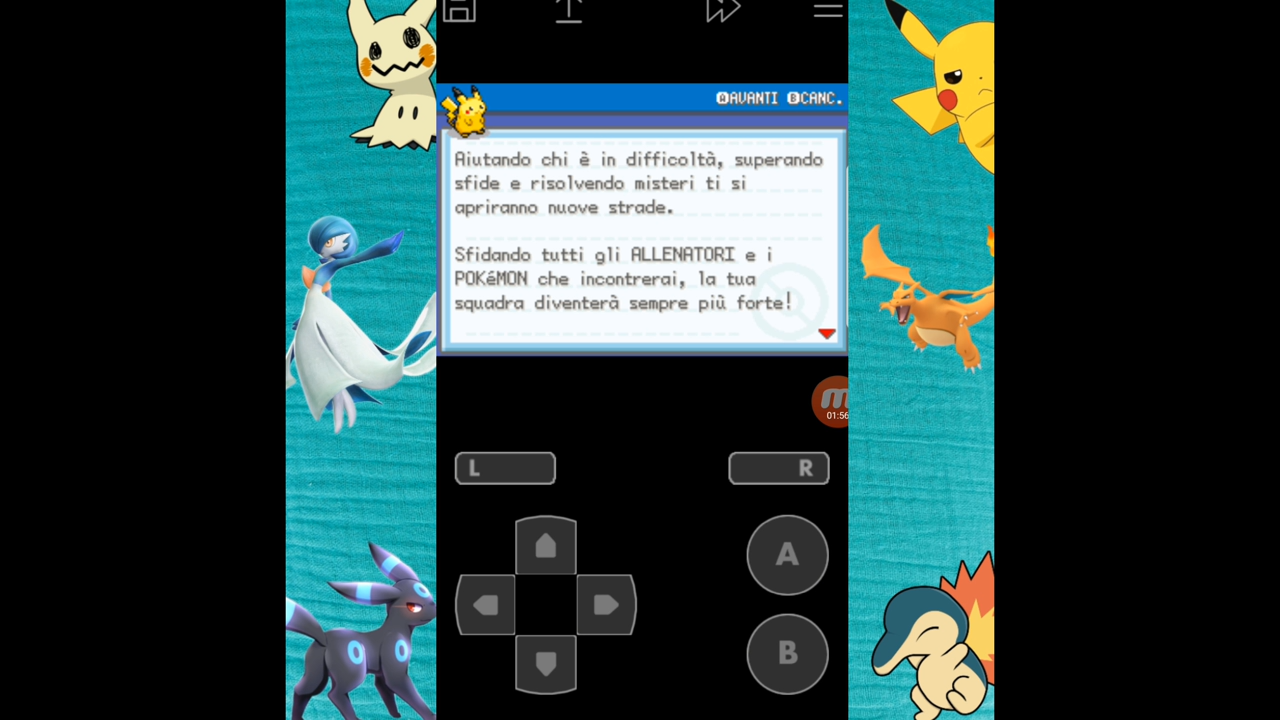 AAVANTI BCANC.
Aiutando chi è in difficoltà, superando
sfide e risolvendo misteri ti si
apriranno nuove strade.
Sfidando tutti gli ALLENATORI e i
POKéMON che incontrerai, la tua
squadra diventerà sempre più forte!
01:56
L
R
A
B